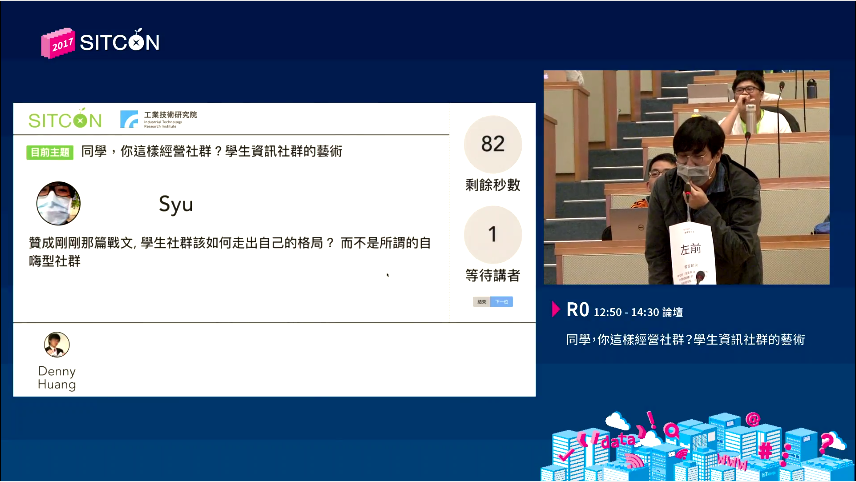 2017 SITCON
SITCON 工業技術研究院
Industrial Technology
Research Institute
目前主題 同學，你這樣經營社群？學生資訊社群的藝術
82
剩餘秒數
Syu
贊成剛剛那篇戰文, 學生社群該如何走出自己的格局？ 而不是所謂的自
嗨型社群
1
等待講者
結束 下一位
Denny
Huang
左前
R0 12:50 - 14:30 論壇
同學,你這樣經營社群?學生資訊社群的藝術
data
!
@
www
#
?